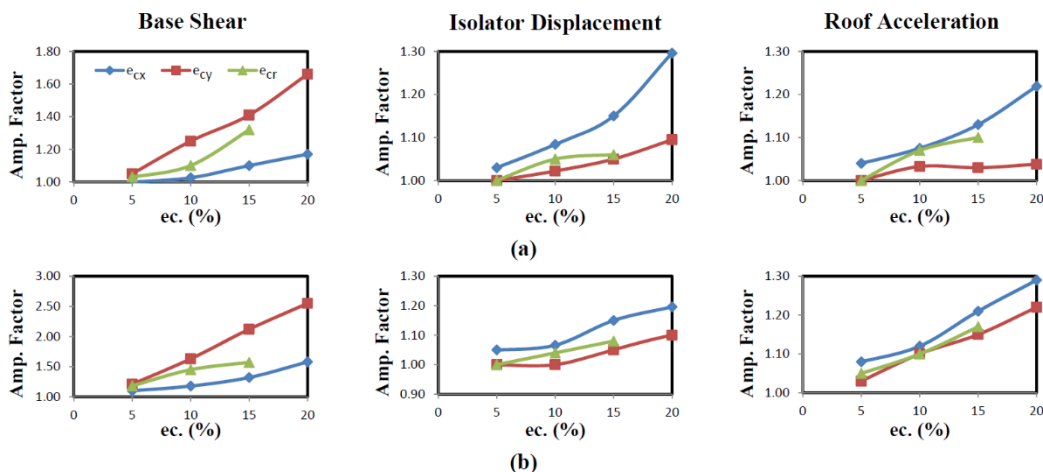 Base Shear
Isolator Displacement
Roof Acceleration
Amp. Factor
1.80
1.60
1.40
1.20
1.00
ecx
ecy
ecr
0 5 10 15 20
ec. (%)
Amp. Factor
1.30
1.20
1.10
1.00
0 5 10 15 20
ec. (%)
Amp. Factor
1.30
1.20
1.10
1.00
0 5 10 15 20
ec. (%)
(a)
Amp. Factor
3.00
2.50
2.00
1.50
1.00
0 5 10 15 20
ec. (%)
Amp. Factor
1.30
1.20
1.10
1.00
0.90
0 5 10 15 20
ec. (%)
Amp. Factor
1.30
1.20
1.10
1.00
0 5 10 15 20
ec. (%)
(b)